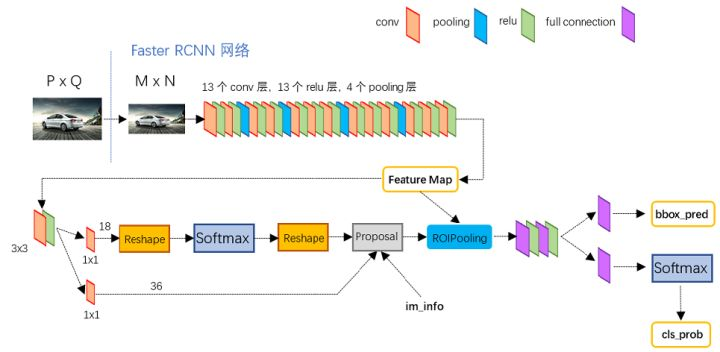 conv
pooling
relu
full connection
Faster RCNN 网络
P x Q
M x N
13 个 conv 层, 13 个 relu 层, 4 个 pooling 层
Feature Map
3x3
18
1x1
Reshape
Softmax
Reshape
Proposal
ROIPooling
bbox_pred
Softmax
36
1x1
im_info
cls_prob